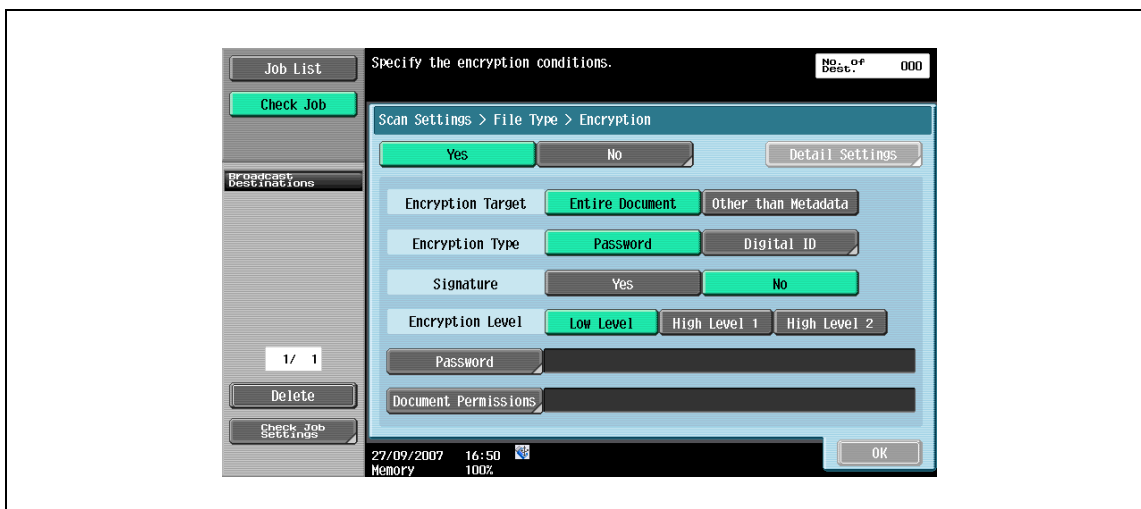 Job List
Check Job
Broadcast
Destinations
1/ 1
Delete
Check Job
Settings
Specify the encryption conditions.
No. of
Dest.
000
Scan Settings > File Type > Encryption
Yes No Detail Settings
Encryption Target Entire Document Other than Metadata
Encryption Type Password Digital ID
Signature Yes No
Encryption Level Low Level High Level 1 High Level 2
Password
Document Permissions
OK
27/09/2007 16:50
Memory 100%